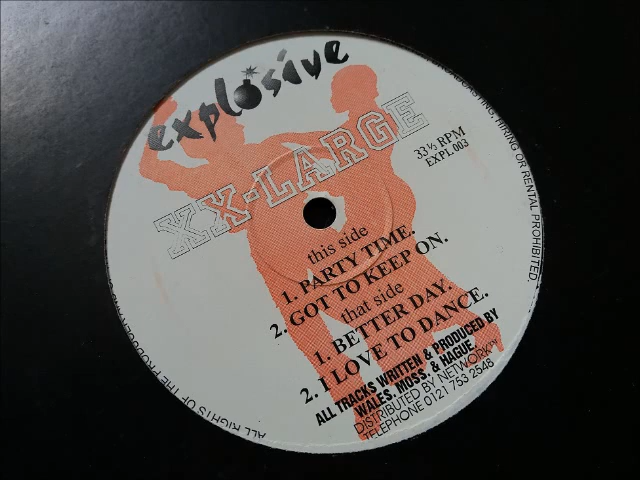 explosive
XX-LARGE
33⅓ RPM
EXPL 003
this side
1. PARTY TIME.
2. GOT TO KEEP ON.
that side
1. BETTER DAY.
2. I LOVE TO DANCE.
ALL TRACKS WRITTEN & PRODUCED BY
WALES, MOSS, & HAGUE
DISTRIBUTED BY NETWORK™
TELEPHONE 0121 753 2548
ALL RIGHTS OF THE PRODUCER AND
HIRING OR RENTAL PROHIBITED.